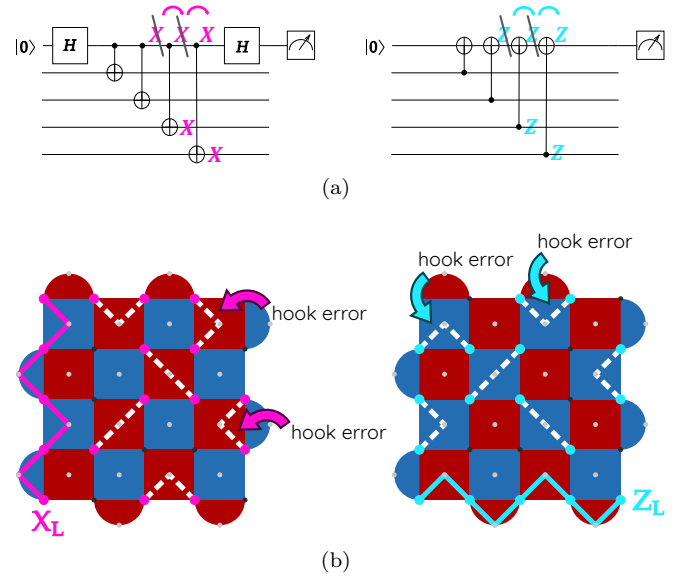 X X X Z Z Z
|0⟩ H H |0⟩
X Z
X Z
(a)
hook error
hook error
hook error
hook error
X_L Z_L
(b)